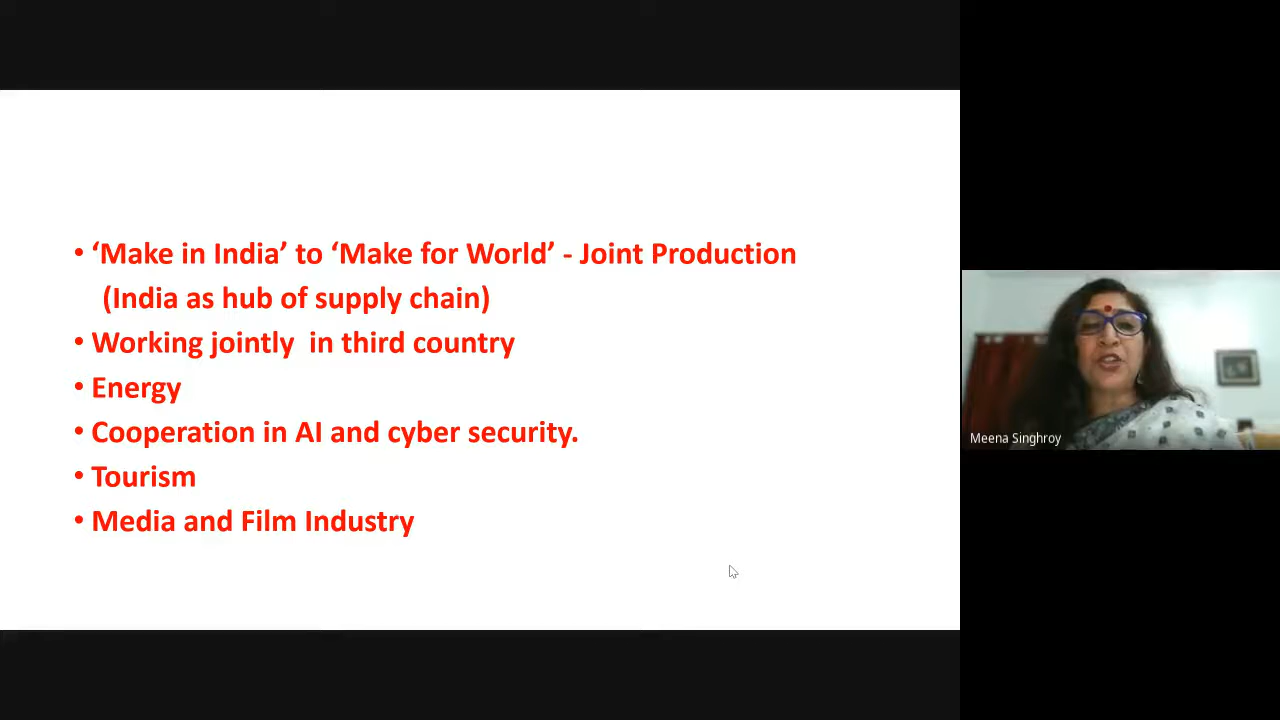 • ‘Make in India’ to ‘Make for World’ - Joint Production
(India as hub of supply chain)
• Working jointly  in third country
• Energy
• Cooperation in AI and cyber security.
• Tourism
• Media and Film Industry
Meena Singhroy